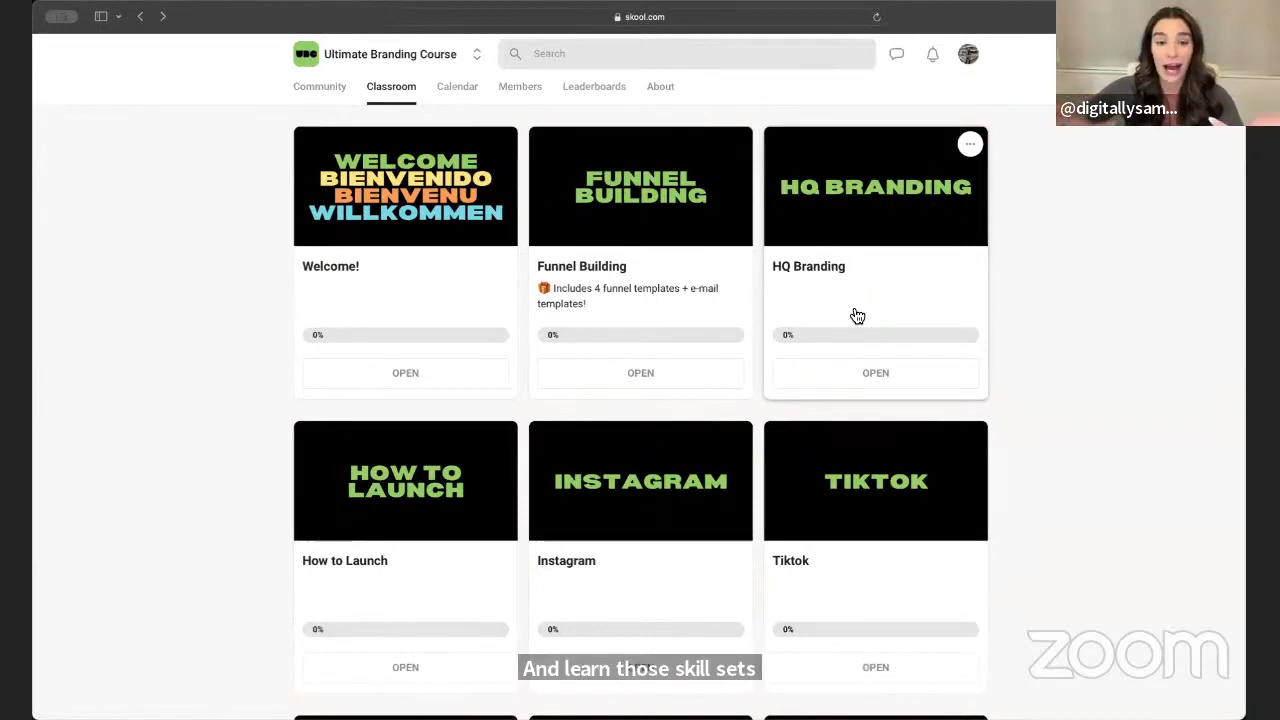 skool.com
UBC
Ultimate Branding Course
Search
@digitallysam...
Community
Classroom
Calendar
Members
Leaderboards
About
WELCOME
BIENVENIDO
BIENVENU
WILLKOMMEN
FUNNEL
BUILDING
HQ BRANDING
Welcome!
Funnel Building
HQ Branding
🎁 Includes 4 funnel templates + e-mail
templates!
0%
0%
0%
OPEN
OPEN
OPEN
HOW TO
LAUNCH
INSTAGRAM
TIKTOK
How to Launch
Instagram
Tiktok
0%
0%
0%
OPEN
OPEN
And learn those skill sets
zoom